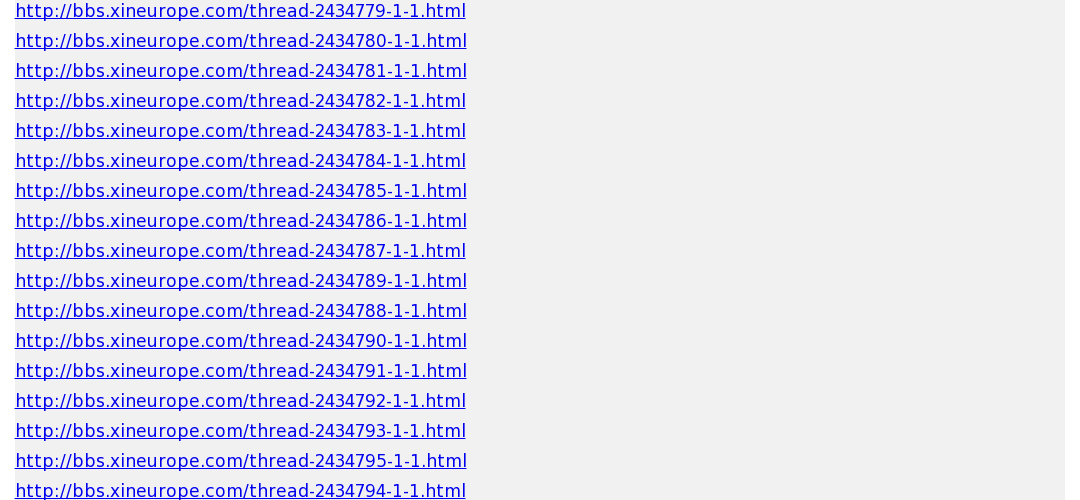 http://bbs.xineurope.com/thread-2434779-1-1.html
http://bbs.xineurope.com/thread-2434780-1-1.html
http://bbs.xineurope.com/thread-2434781-1-1.html
http://bbs.xineurope.com/thread-2434782-1-1.html
http://bbs.xineurope.com/thread-2434783-1-1.html
http://bbs.xineurope.com/thread-2434784-1-1.html
http://bbs.xineurope.com/thread-2434785-1-1.html
http://bbs.xineurope.com/thread-2434786-1-1.html
http://bbs.xineurope.com/thread-2434787-1-1.html
http://bbs.xineurope.com/thread-2434789-1-1.html
http://bbs.xineurope.com/thread-2434788-1-1.html
http://bbs.xineurope.com/thread-2434790-1-1.html
http://bbs.xineurope.com/thread-2434791-1-1.html
http://bbs.xineurope.com/thread-2434792-1-1.html
http://bbs.xineurope.com/thread-2434793-1-1.html
http://bbs.xineurope.com/thread-2434795-1-1.html
http://bbs.xineurope.com/thread-2434794-1-1.html